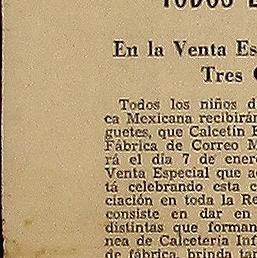 TODOS
En la Venta Es
Tres
Todos los niños d
ca Mexicana recibirán
guetes, que Calcetín
Fábrica de Correo M
rá el día 7 de ener
Venta Especial que a
tá celebrando esta c
ciación en toda la Re
consiste en dar en
distintas que forman
nea de Calcetería Inf
de fábrica, brinda tam